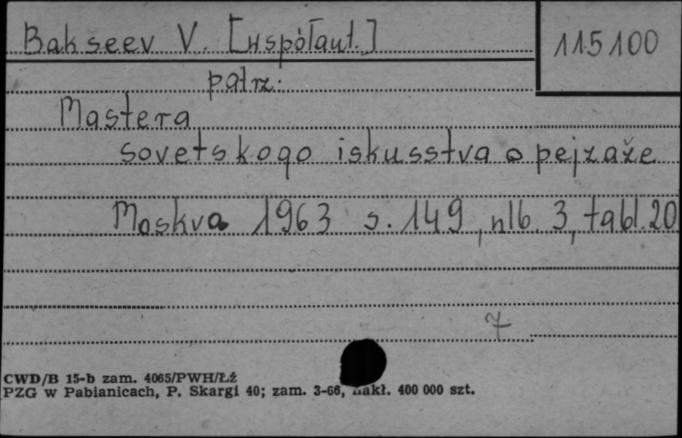 Bakseev V. [współaut.]
115100
patrz:
Mastera
sovetskogo iskusstva o pejzaže
Moskva 1963 s. 149, nlb. 3, tabl. 20
7
CWD/B 15-b zam. 4065/PWH/Łż
PZG w Pabianicach, P. Skargi 40; zam. 3-66, nakł. 400 000 szt.